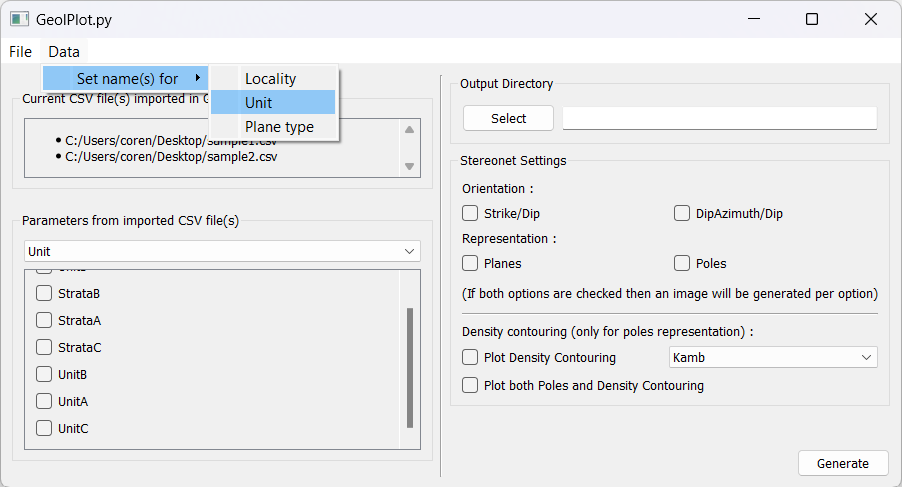 GeolPlot.py
File Data
Set name(s) for
Locality
Unit
Plane type
Current CSV file(s) imported in G
• C:/Users/coren/Desktop/sample1.csv
• C:/Users/coren/Desktop/sample2.csv
Parameters from imported CSV file(s)
Unit
StrataB
StrataA
StrataC
UnitB
UnitA
UnitC
Output Directory
Select
Stereonet Settings
Orientation :
Strike/Dip DipAzimuth/Dip
Representation :
Planes Poles
(If both options are checked then an image will be generated per option)
Density contouring (only for poles representation) :
Plot Density Contouring Kamb
Plot both Poles and Density Contouring
Generate